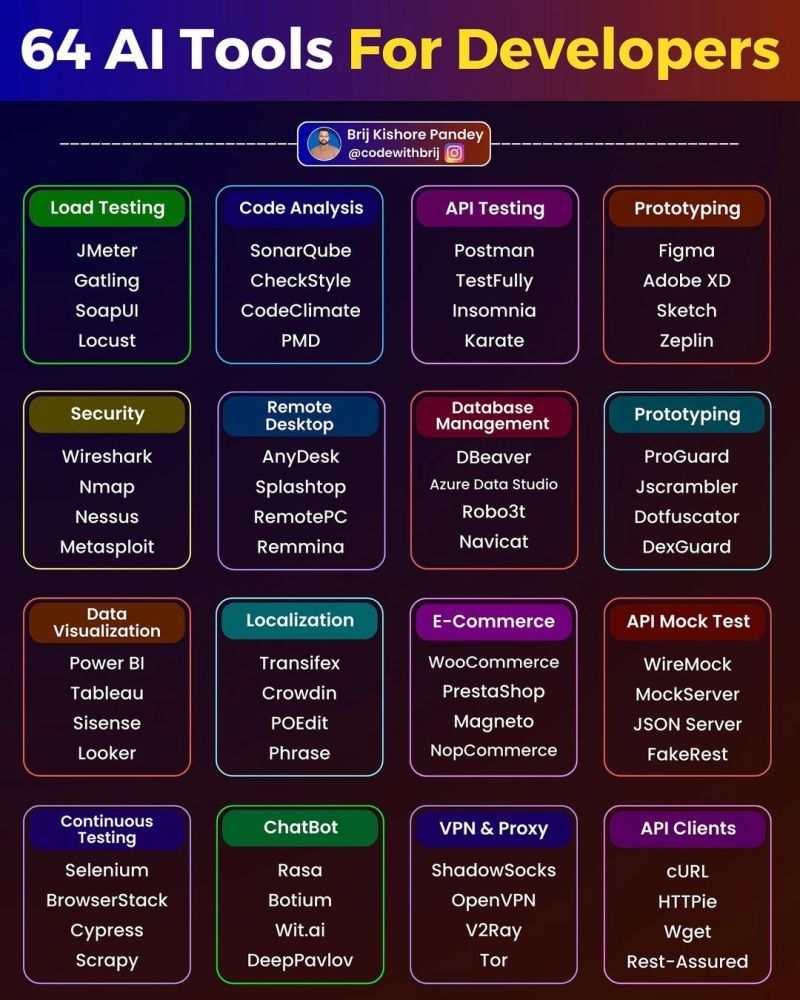 64 AI Tools For Developers
Brij Kishore Pandey
@codewithbrij
Load Testing
JMeter
Gatling
SoapUI
Locust
Code Analysis
SonarQube
CheckStyle
CodeClimate
PMD
API Testing
Postman
TestFully
Insomnia
Karate
Prototyping
Figma
Adobe XD
Sketch
Zeplin
Security
Wireshark
Nmap
Nessus
Metasploit
Remote
Desktop
AnyDesk
Splashtop
RemotePC
Remmina
Database
Management
DBeaver
Azure Data Studio
Robo3t
Navicat
Prototyping
ProGuard
Jscrambler
Dotfuscator
DexGuard
Data
Visualization
Power BI
Tableau
Sisense
Looker
Localization
Transifex
Crowdin
POEdit
Phrase
E-Commerce
WooCommerce
PrestaShop
Magneto
NopCommerce
API Mock Test
WireMock
MockServer
JSON Server
FakeRest
Continuous
Testing
Selenium
BrowserStack
Cypress
Scrapy
ChatBot
Rasa
Botium
Wit.ai
DeepPavlov
VPN & Proxy
ShadowSocks
OpenVPN
V2Ray
Tor
API Clients
cURL
HTTPie
Wget
Rest-Assured